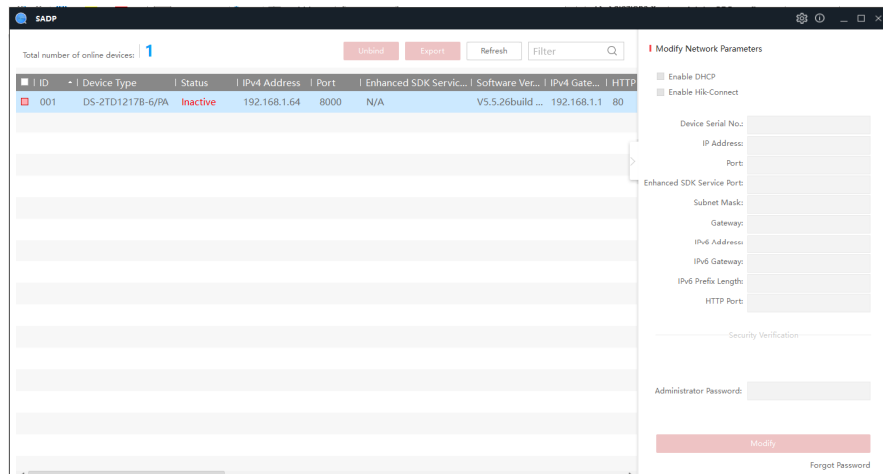 SADP
Total number of online devices: 1
Unbind Export Refresh Filter
ID Device Type Status IPv4 Address Port Enhanced SDK Servic... Software Ver... IPv4 Gate... HTTP
001 DS-2TD1217B-6/PA Inactive 192.168.1.64 8000 N/A V5.5.26build ... 192.168.1.1 80
Modify Network Parameters
Enable DHCP
Enable Hik-Connect
Device Serial No.:
IP Address:
Port:
Enhanced SDK Service Port:
Subnet Mask:
Gateway:
IPv6 Address:
IPv6 Gateway:
IPv6 Prefix Length:
HTTP Port:
Security Verification
Administrator Password:
Modify
Forgot Password